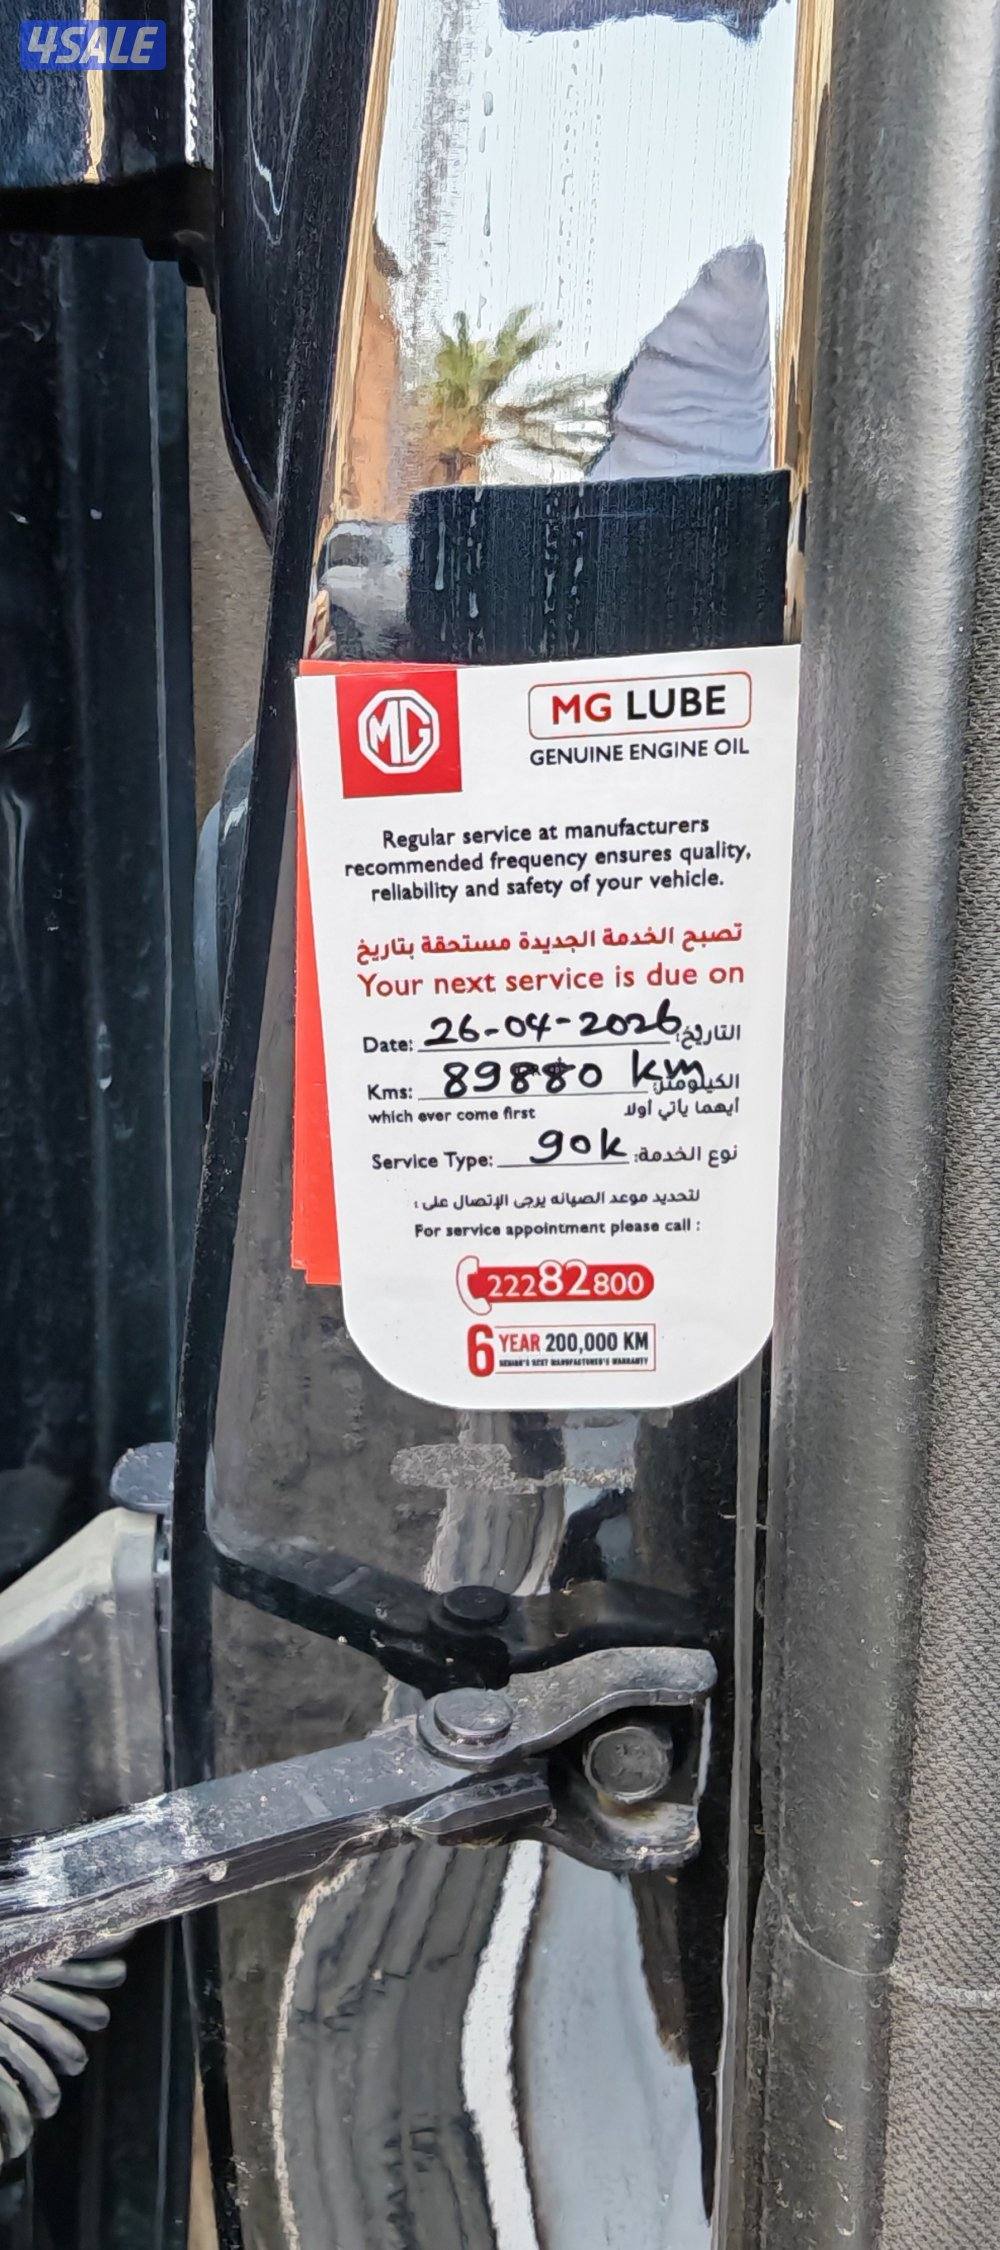 4SALE
MG
MG LUBE
GENUINE ENGINE OIL
Regular service at manufacturers
recommended frequency ensures quality,
reliability and safety of your vehicle.
تصبح الخدمة الجديدة مستحقة بتاريخ
Your next service is due on
Date: 26-04-2026 التاريخ:
Kms: 89880 km الكيلومتر:
which ever come first أيهما يأتي أولا
Service Type: 90k نوع الخدمة:
لتحديد موعد الصيانه يرجى الإتصال على :
For service appointment please call :
22282800
6 YEAR 200,000 KM
MANUFACTURER'S WARRANTY